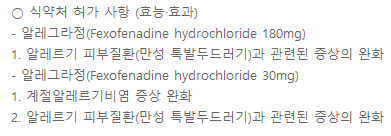 ○ 식약처 허가 사항 (효능·효과)
- 알레그라정(Fexofenadine hydrochloride 180mg)
1. 알레르기 피부질환(만성 특발두드러기)과 관련된 증상의 완화
- 알레그라정(Fexofenadine hydrochloride 30mg)
1. 계절알레르기비염 증상 완화
2. 알레르기 피부질환(만성 특발두드러기)과 관련된 증상의 완화